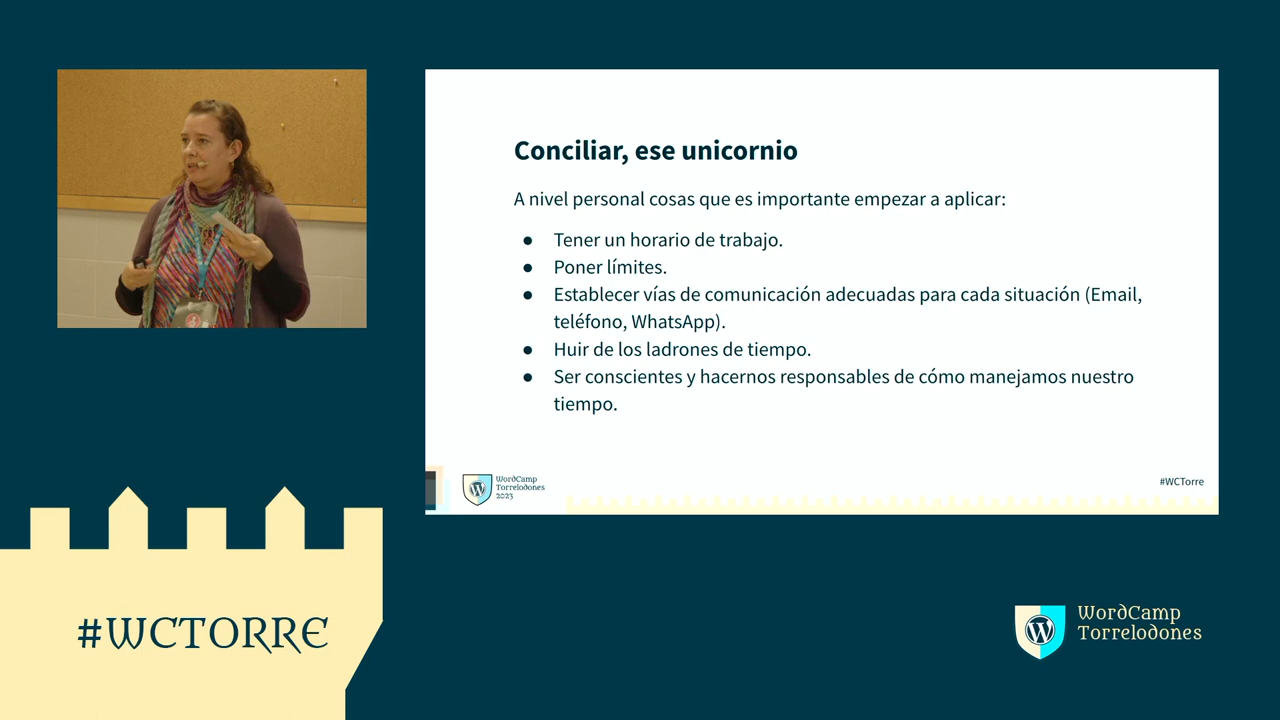 Conciliar, ese unicornio
A nivel personal cosas que es importante empezar a aplicar:
● Tener un horario de trabajo.
● Poner límites.
● Establecer vías de comunicación adecuadas para cada situación (Email,
teléfono, WhatsApp).
● Huir de los ladrones de tiempo.
● Ser conscientes y hacernos responsables de cómo manejamos nuestro
tiempo.
WordCamp
Torrelodones
2023
#WCTorre
#WCTORRE
WordCamp
Torrelodones